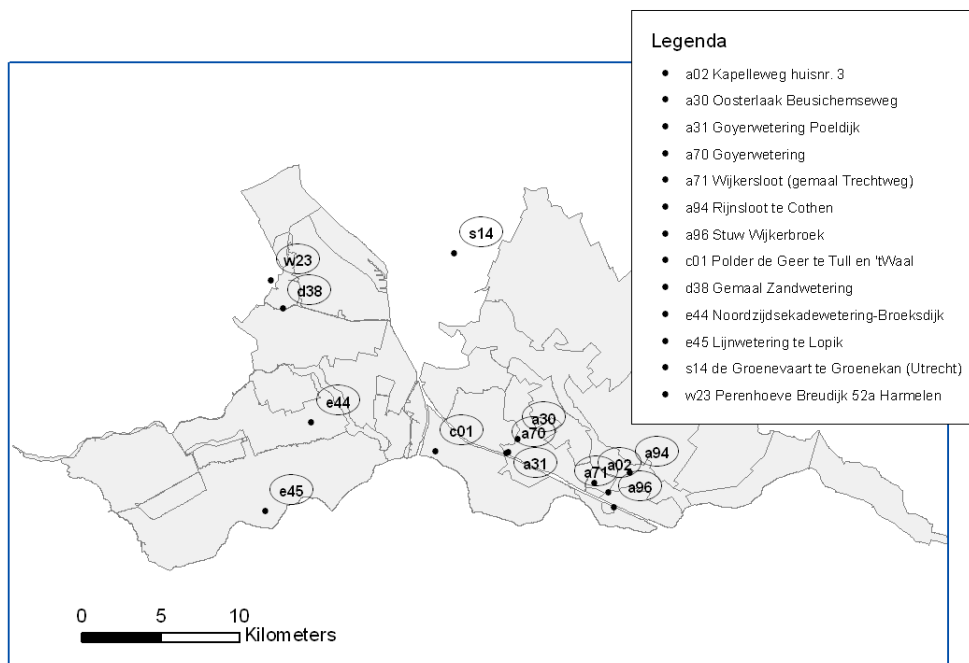 Legenda
a02 Kapelleweg huisnr. 3
a30 Oosterlaak Beusichemseweg
a31 Goyerwetering Poeldijk
a70 Goyerwetering
a71 Wijkersloot (gemaal Trechtweg)
a94 Rijnsloot te Cothen
a96 Stuw Wijkerbroek
c01 Polder de Geer te Tull en 'tWaal
d38 Gemaal Zandwetering
e44 Noordzijdsekadewetering-Broeksdijk
e45 Lijnwetering te Lopik
s14 de Groenevaart te Groenekan (Utrecht)
w23 Perenhoeve Breudijk 52a Harmelen
s14
w23
d38
e44
a30
c01
a70
a94
a31
a02
a71
a96
e45
0 5 10
Kilometers